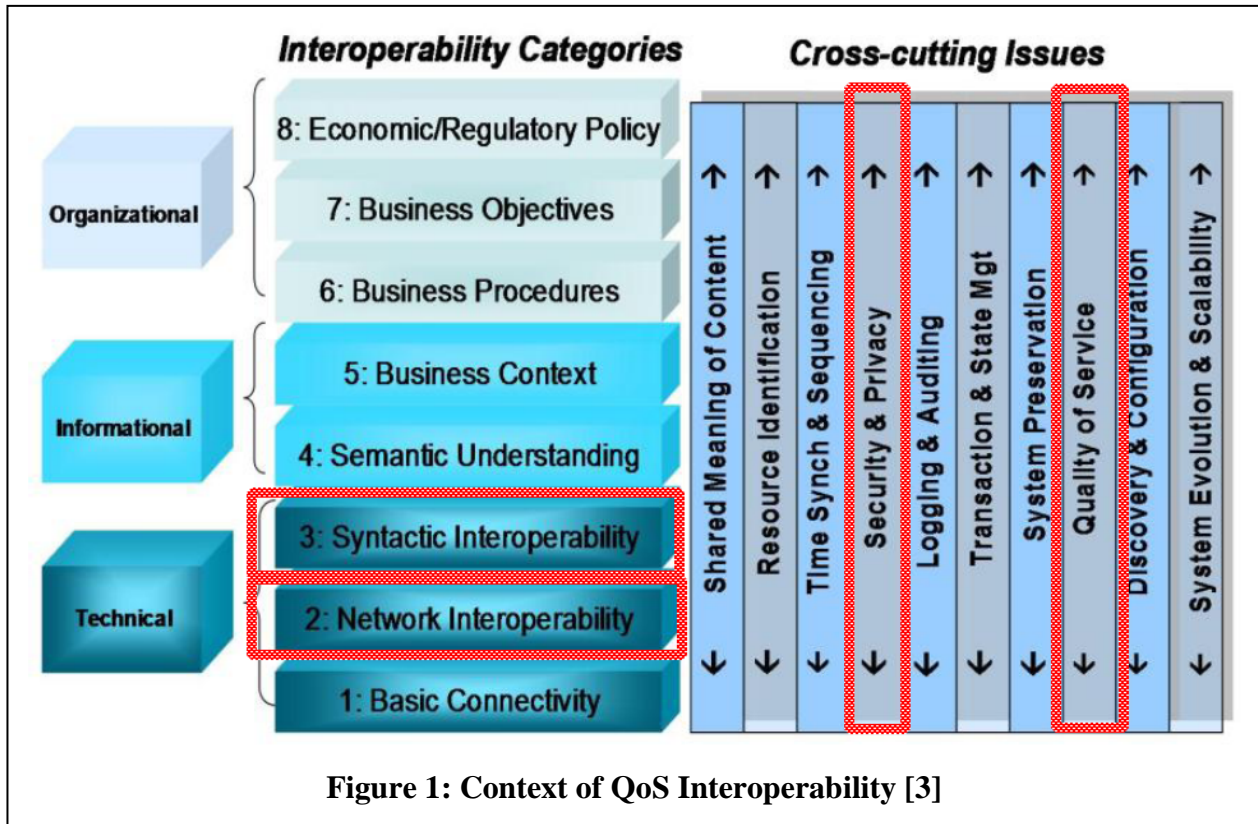 Interoperability Categories
Cross-cutting Issues
Organizational
8: Economic/Regulatory Policy
7: Business Objectives
6: Business Procedures
Informational
5: Business Context
4: Semantic Understanding
Technical
3: Syntactic Interoperability
2: Network Interoperability
1: Basic Connectivity
Shared Meaning of Content
Resource Identification
Time Synch & Sequencing
Security & Privacy
Logging & Auditing
Transaction & State Mgt
System Preservation
Quality of Service
Discovery & Configuration
System Evolution & Scalability
Figure 1: Context of QoS Interoperability [3]